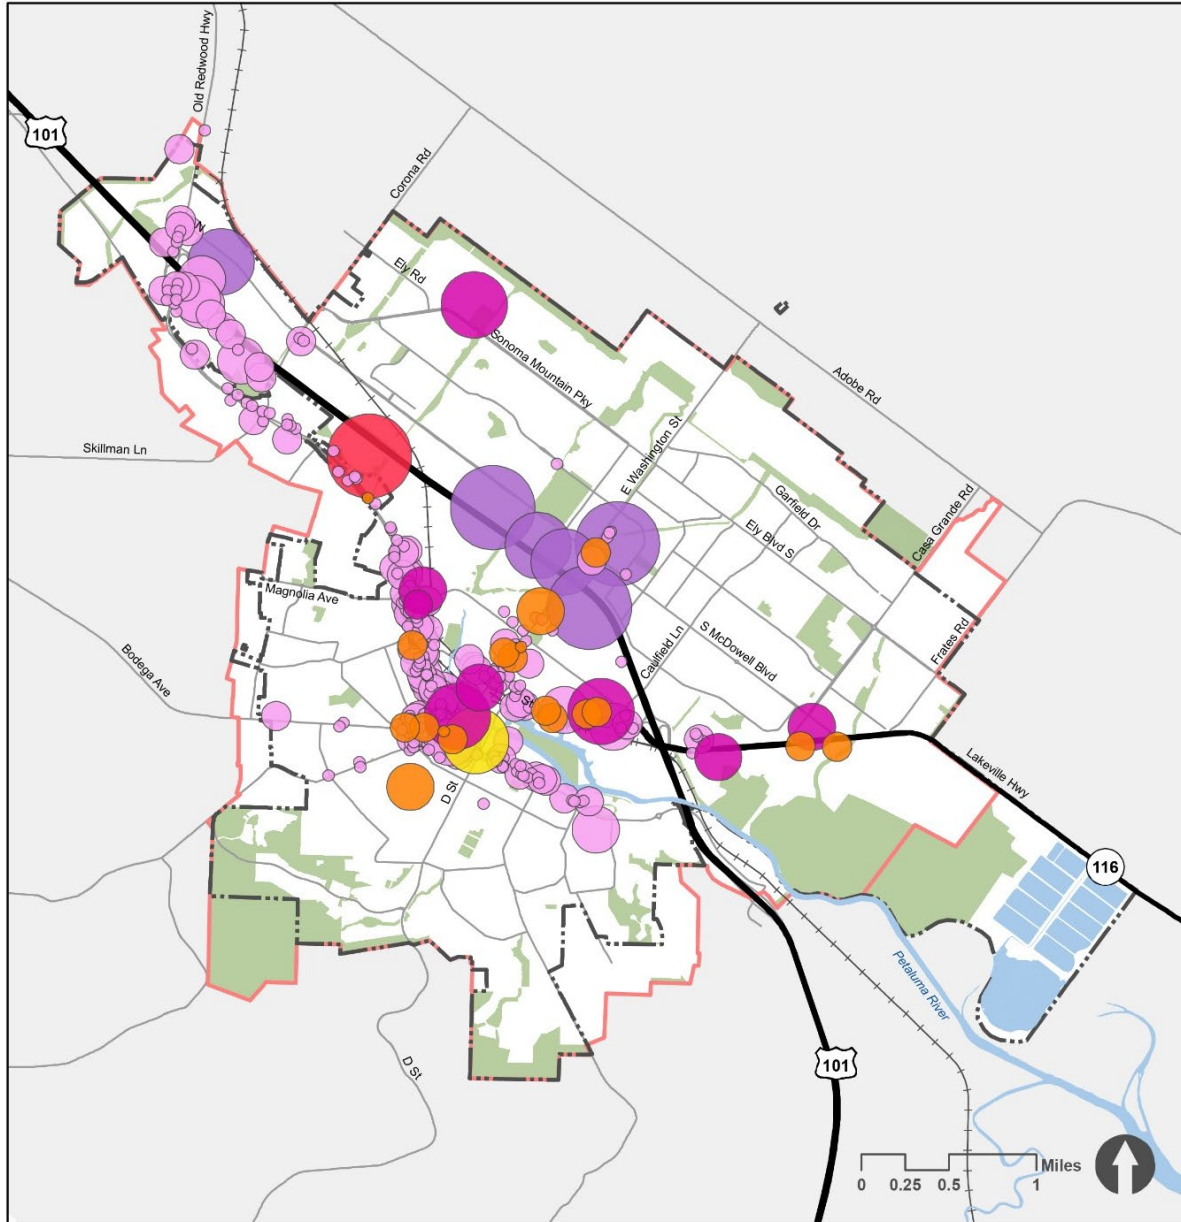 Old Redwood Hwy
101
Corona Rd
N
Ely Rd
Sonoma Mountain Pky
Adobe Rd
Skillman Ln
E Washington St
Garfield Dr
Casa Grande Rd
Ely Blvd S
Magnolia Ave
S McDowell Blvd
Frates Rd
Caulfield Ln
Bodega Ave
St
Lakeville Hwy
D St
116
Petaluma River
D St
101
Miles
0 0.25 0.5 1